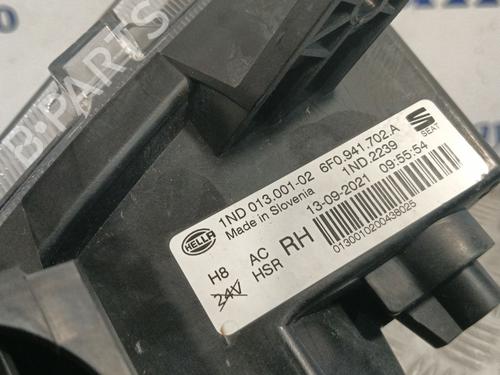 B-PARTS
1ND 013.001-02 6F0.941.702.A
Made in Slovenia 1ND.2239
13-09-2021 09:55:54
SEAT
HELLA
H8 AC RH
24V HSR
0130010200438025